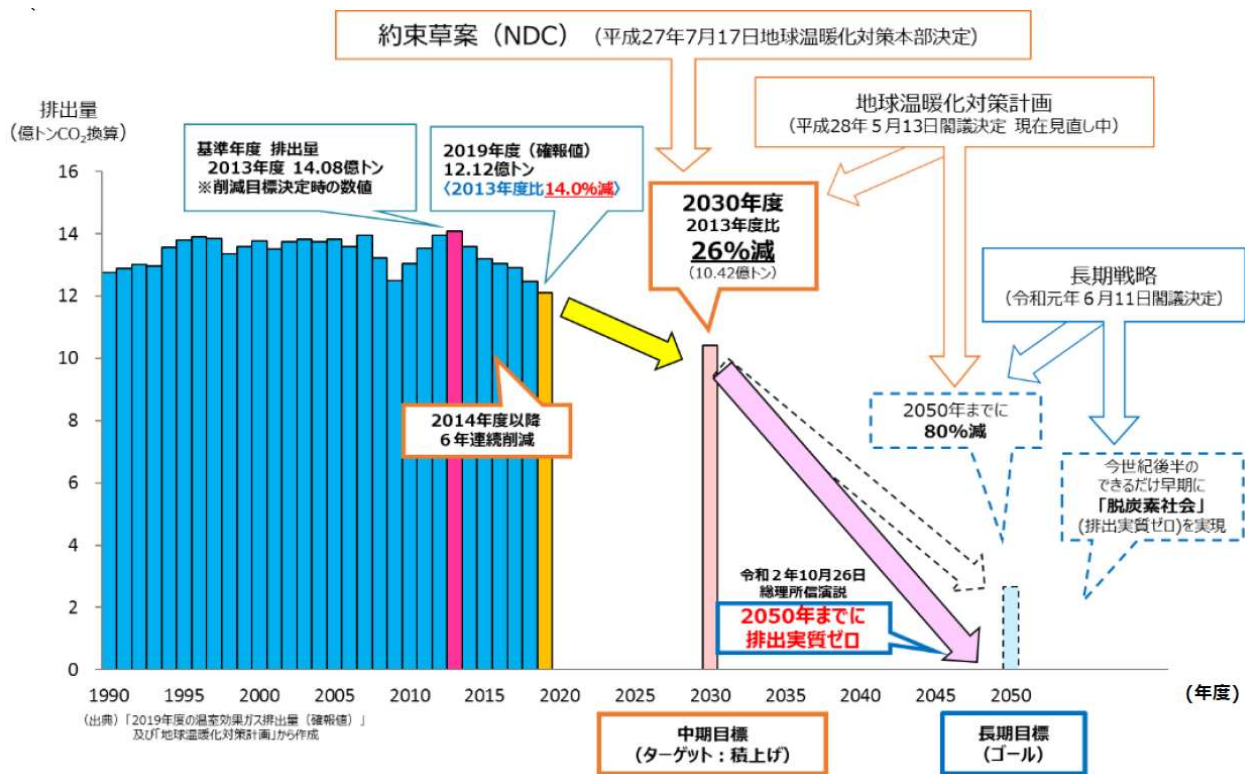 約束草案（NDC）（平成27年7月17日地球温暖化対策本部決定）
地球温暖化対策計画
（平成28年５月13日閣議決定 現在見直し中）
排出量
（億トンCO₂換算）
基準年度 排出量
2013年度 14.08億トン
※削減目標決定時の数値
2019年度（確報値）
12.12億トン
〈2013年度比14.0%減〉
2030年度
2013年度比
26%減
（10.42億トン）
長期戦略
（令和元年６月11日閣議決定）
16
14
12
10
8
6
4
2
0
2014年度以降
６年連続削減
2050年までに
80%減
今世紀後半の
できるだけ早期に
「脱炭素社会」
(排出実質ゼロ)を実現
令和２年10月26日
総理所信演説
2050年までに
排出実質ゼロ
1990 1995 2000 2005 2010 2015 2020 2025 2030 2035 2040 2045 2050
(年度)
（出典）「2019年度の温室効果ガス排出量（確報値）」
及び「地球温暖化対策計画」から作成
中期目標
（ターゲット：積上げ）
長期目標
（ゴール）